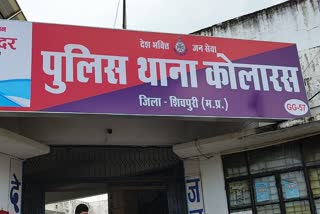 देश भक्ति जन सेवा
पुलिस थाना कोलारस
जिला - शिवपुरी (म.प्र.)
GG-57